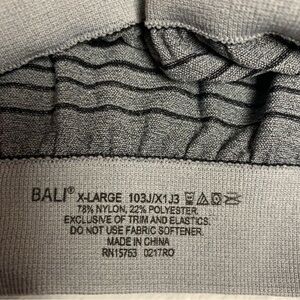 BALI® X-LARGE 103J/X1J3
78% NYLON, 22% POLYESTER,
EXCLUSIVE OF TRIM AND ELASTICS.
DO NOT USE FABRIC SOFTENER.
MADE IN CHINA
RN15763 0217RO